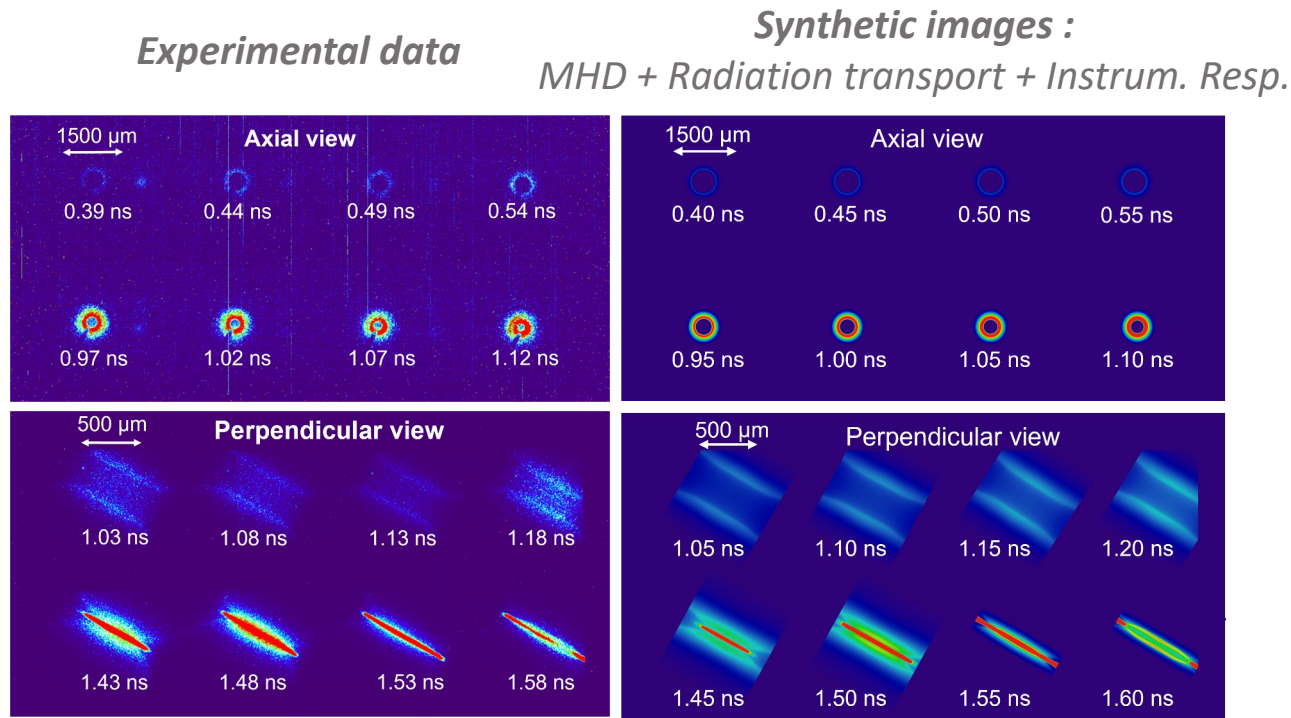 Experimental data
Synthetic images :
MHD + Radiation transport + Instrum. Resp.
1500 µm
Axial view
0.39 ns 0.44 ns 0.49 ns 0.54 ns
0.97 ns 1.02 ns 1.07 ns 1.12 ns
1500 µm
Axial view
0.40 ns 0.45 ns 0.50 ns 0.55 ns
0.95 ns 1.00 ns 1.05 ns 1.10 ns
500 µm
Perpendicular view
1.03 ns 1.08 ns 1.13 ns 1.18 ns
1.43 ns 1.48 ns 1.53 ns 1.58 ns
500 µm
Perpendicular view
1.05 ns 1.10 ns 1.15 ns 1.20 ns
1.45 ns 1.50 ns 1.55 ns 1.60 ns